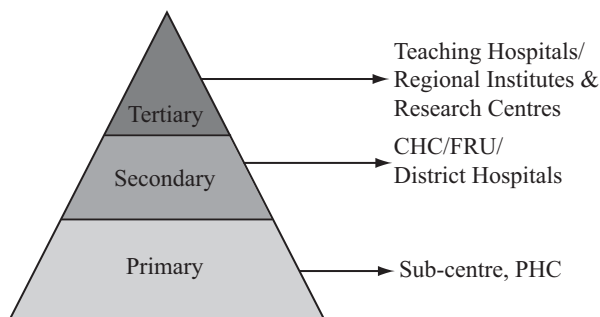 Tertiary
Teaching Hospitals/
Regional Institutes &
Research Centres
Secondary
CHC/FRU/
District Hospitals
Primary
Sub-centre, PHC